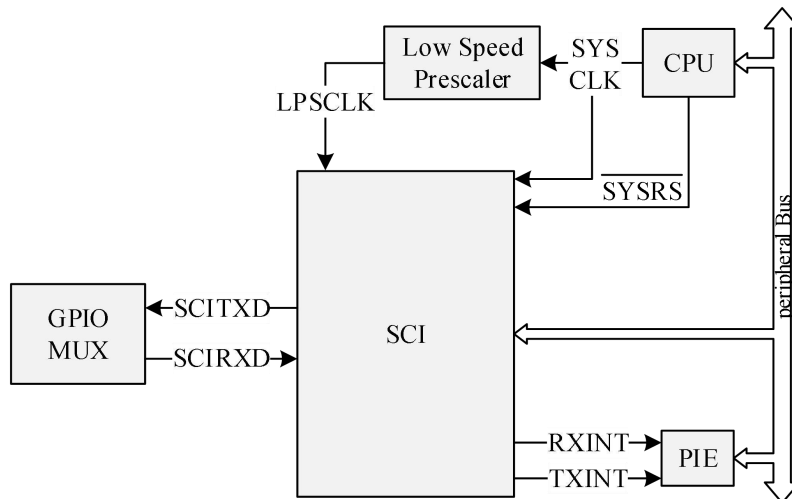 Low Speed
Prescaler
SYS
CLK
CPU
LPSCLK
SYSRS
peripheral Bus
GPIO
MUX
SCITXD
SCIRXD
SCI
RXINT
TXINT
PIE